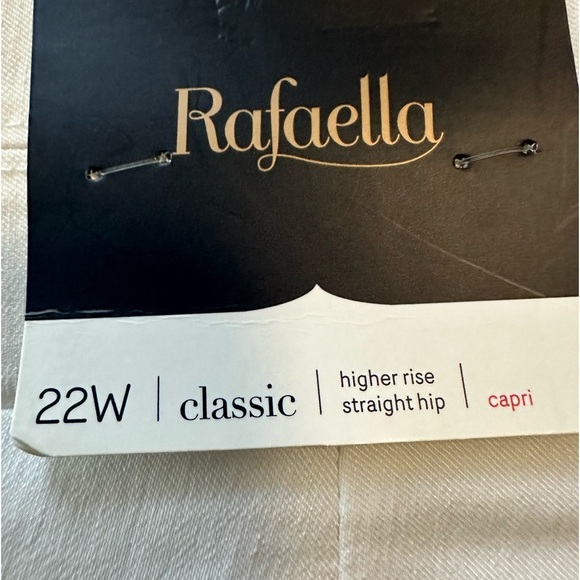 Rafaella
22W | classic | higher rise straight hip | capri